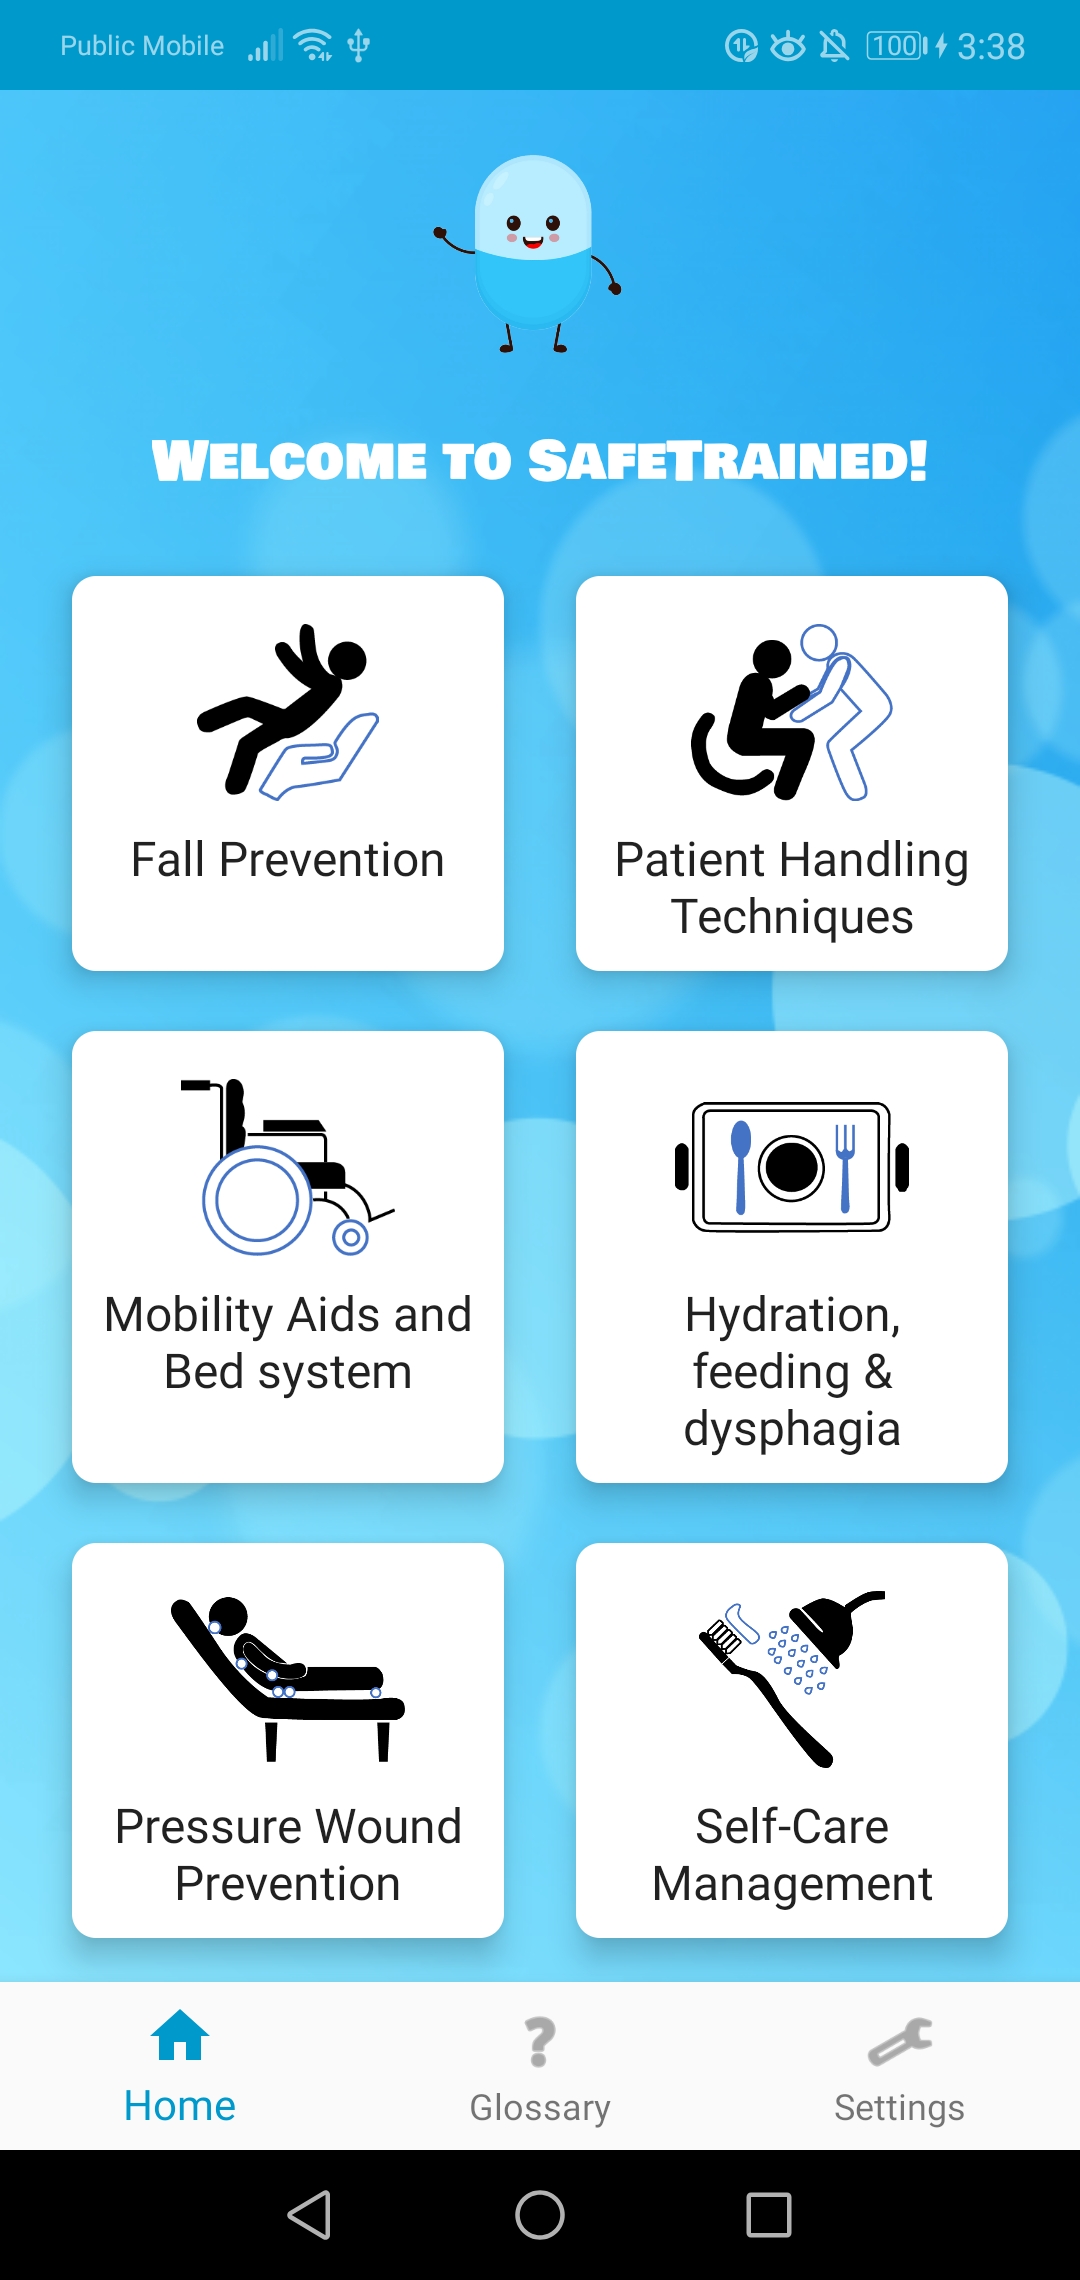 Public Mobile
100 3:38
Welcome to SafeTrained!
Fall Prevention
Patient Handling
Techniques
Mobility Aids and
Bed system
Hydration,
feeding &
dysphagia
Pressure Wound
Prevention
Self-Care
Management
Home
Glossary
Settings